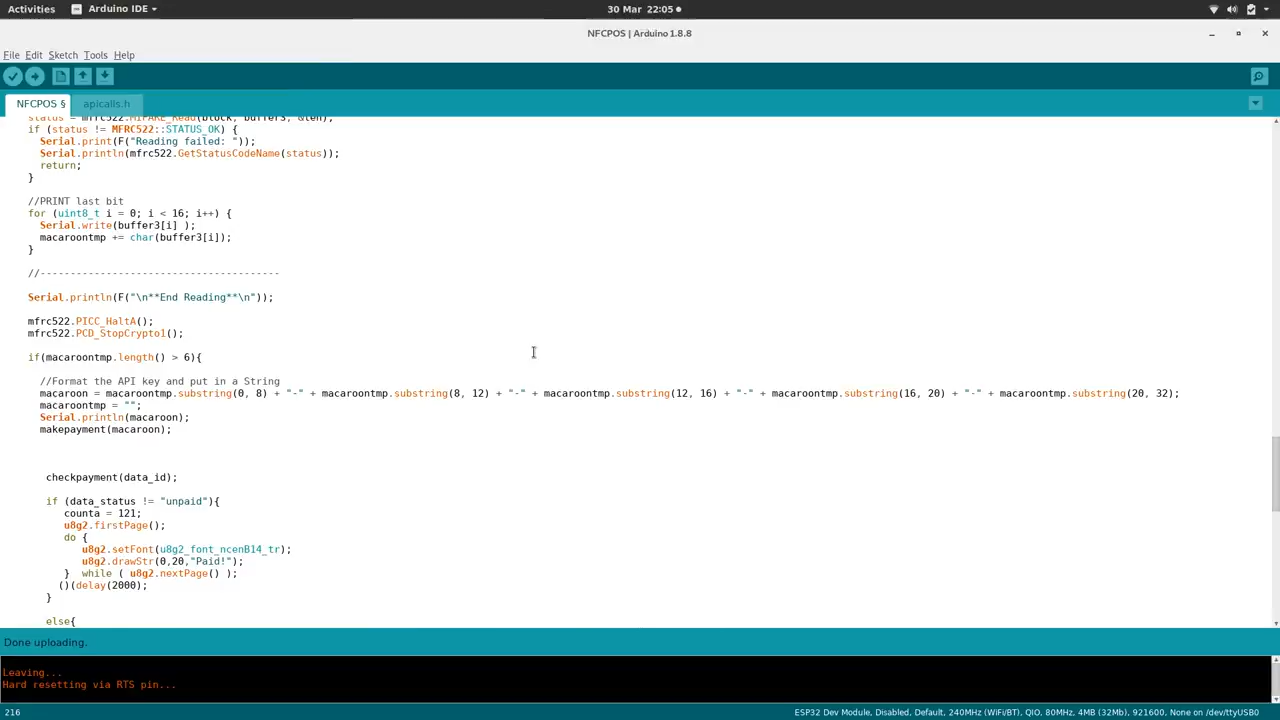 Activities Arduino IDE 30 Mar 22:05
NFCPOS | Arduino 1.8.8
File Edit Sketch Tools Help
NFCPOS § apicalls.h
status = mfrc522.MIFARE_Read(block, buffer3, &len);
if (status != MFRC522::STATUS_OK) {
Serial.print(F("Reading failed: "));
Serial.println(mfrc522.GetStatusCodeName(status));
return;
}
//PRINT last bit
for (uint8_t i = 0; i < 16; i++) {
Serial.write(buffer3[i] );
macaroontmp += char(buffer3[i]);
}
//----------------------------------------
Serial.println(F("\n**End Reading**\n"));
mfrc522.PICC_HaltA();
mfrc522.PCD_StopCrypto1();
if(macaroontmp.length() > 6){
//Format the API key and put in a String
macaroon = macaroontmp.substring(0, 8) + "-" + macaroontmp.substring(8, 12) + "-" + macaroontmp.substring(12, 16) + "-" + macaroontmp.substring(16, 20) + "-" + macaroontmp.substring(20, 32);
macaroontmp = "";
Serial.println(macaroon);
makepayment(macaroon);
checkpayment(data_id);
if (data_status != "unpaid"){
counta = 121;
u8g2.firstPage();
do {
u8g2.setFont(u8g2_font_ncenB14_tr);
u8g2.drawStr(0,20,"Paid!");
} while ( u8g2.nextPage() );
()(delay(2000);
}
else{
Done uploading.
Leaving...
Hard resetting via RTS pin...
216 ESP32 Dev Module, Disabled, Default, 240MHz (WiFi/BT), QIO, 80MHz, 4MB (32Mb), 921600, None on /dev/ttyUSB0